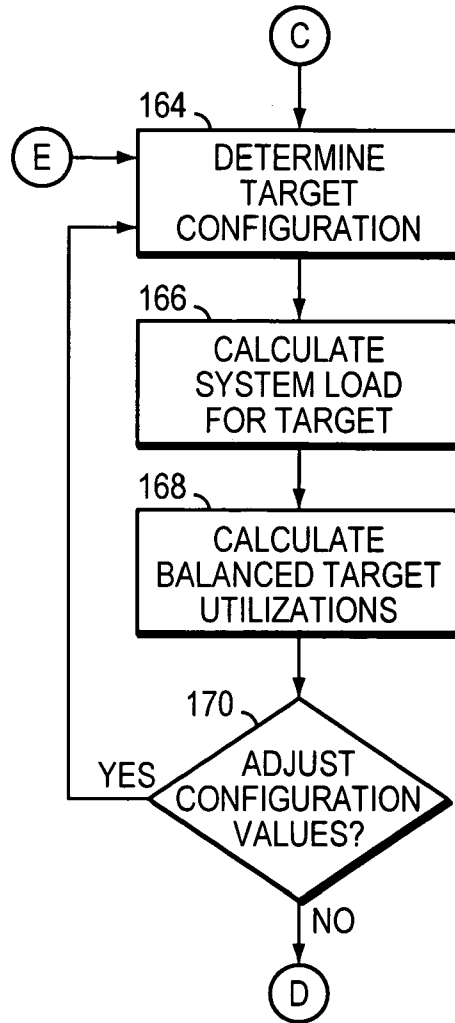 C
164
E
DETERMINE
TARGET
CONFIGURATION
166
CALCULATE
SYSTEM LOAD
FOR TARGET
168
CALCULATE
BALANCED TARGET
UTILIZATIONS
170
YES
ADJUST
CONFIGURATION
VALUES?
NO
D